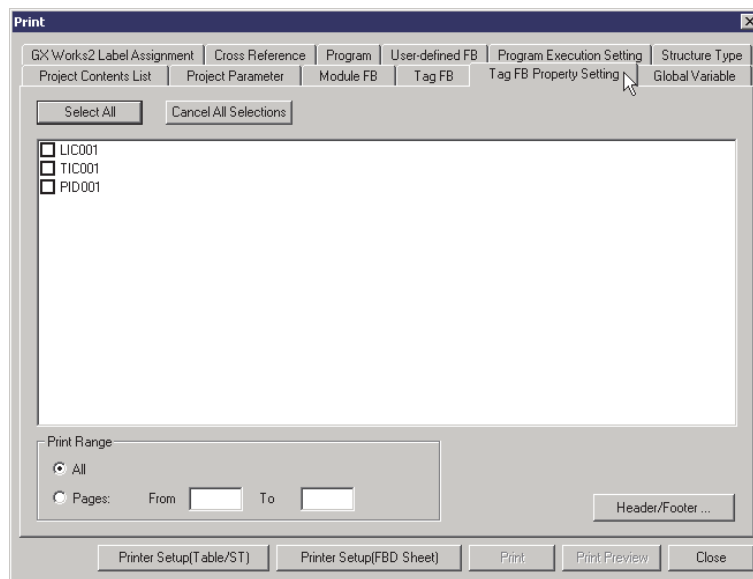 Print
GX Works2 Label Assignment Cross Reference Program User-defined FB Program Execution Setting Structure Type
Project Contents List Project Parameter Module FB Tag FB Tag FB Property Setting Global Variable
Select All Cancel All Selections
LIC001
TIC001
PID001
Print Range
All
Pages: From To
Header/Footer ...
Printer Setup(Table/ST) Printer Setup(FBD Sheet) Print Print Preview Close